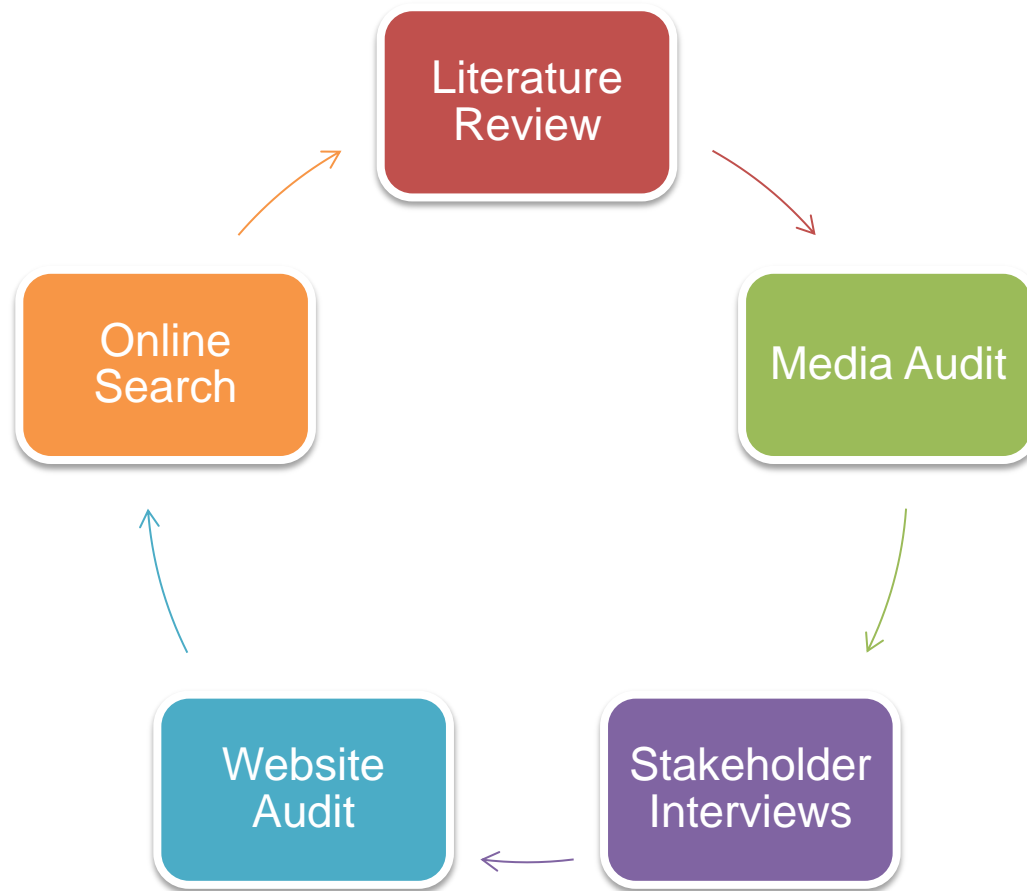 Literature
Review
Media Audit
Stakeholder
Interviews
Website
Audit
Online
Search